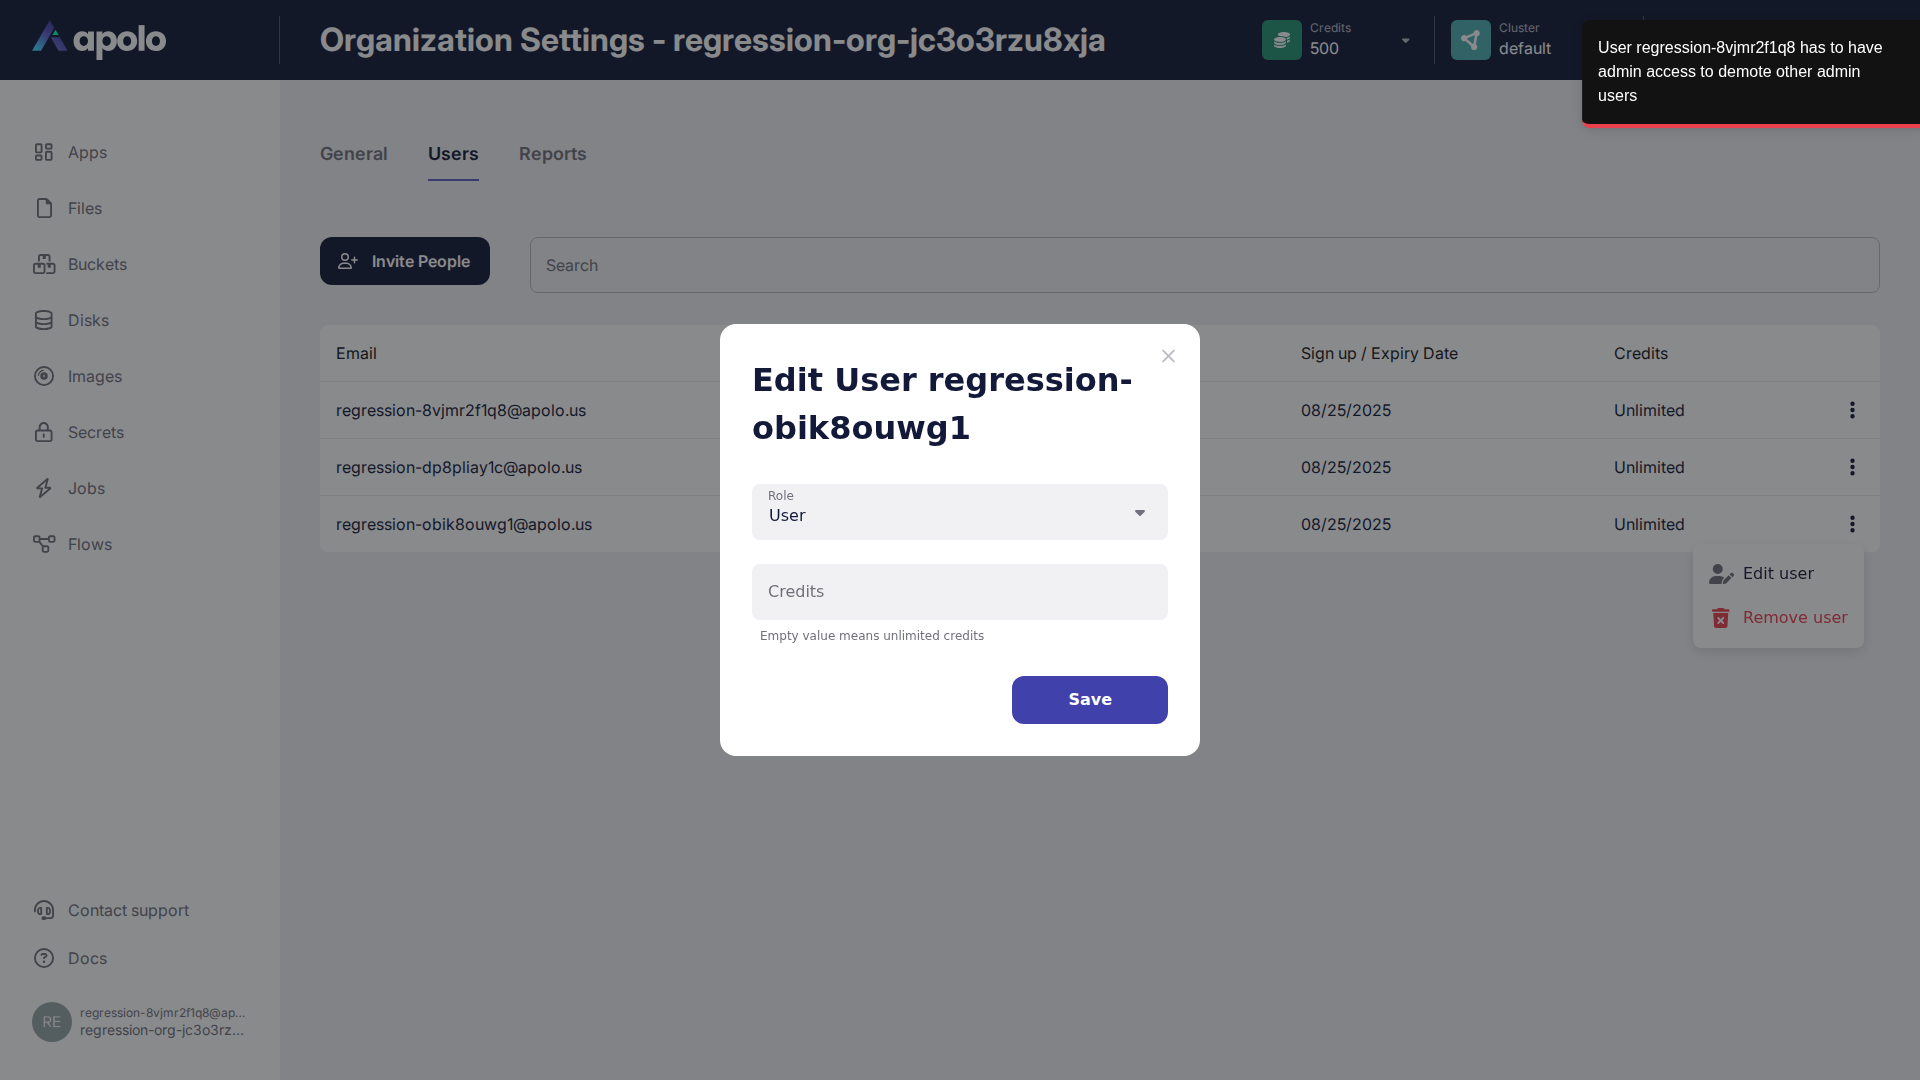 apolo
Organization Settings - regression-org-jc3o3rzu8xja
Credits
500
Cluster
default
User regression-8vjmr2f1q8 has to have
admin access to demote other admin
users
Apps
Files
Buckets
Disks
Images
Secrets
Jobs
Flows
General
Users
Reports
Invite People
Search
Email
Sign up / Expiry Date
Credits
regression-8vjmr2f1q8@apolo.us
08/25/2025
Unlimited
regression-dp8pliay1c@apolo.us
08/25/2025
Unlimited
regression-obik8ouwg1@apolo.us
08/25/2025
Unlimited
Edit user
Remove user
Edit User regression-
obik8ouwg1
Role
User
Credits
Empty value means unlimited credits
Save
Contact support
Docs
RE
regression-8vjmr2f1q8@ap...
regression-org-jc3o3rz...